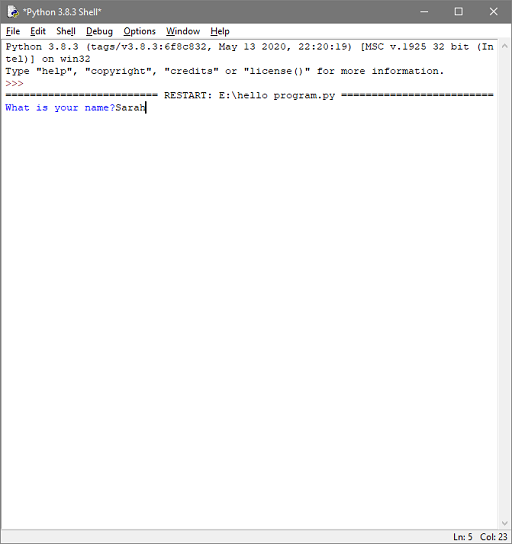 *Python 3.8.3 Shell*
File Edit Shell Debug Options Window Help
Python 3.8.3 (tags/v3.8.3:6f8c832, May 13 2020, 22:20:19) [MSC v.1925 32 bit (In
tel)] on win32
Type "help", "copyright", "credits" or "license()" for more information.
>>>
========================= RESTART: E:\hello program.py =========================
What is your name?Sarah
Ln: 5 Col: 23